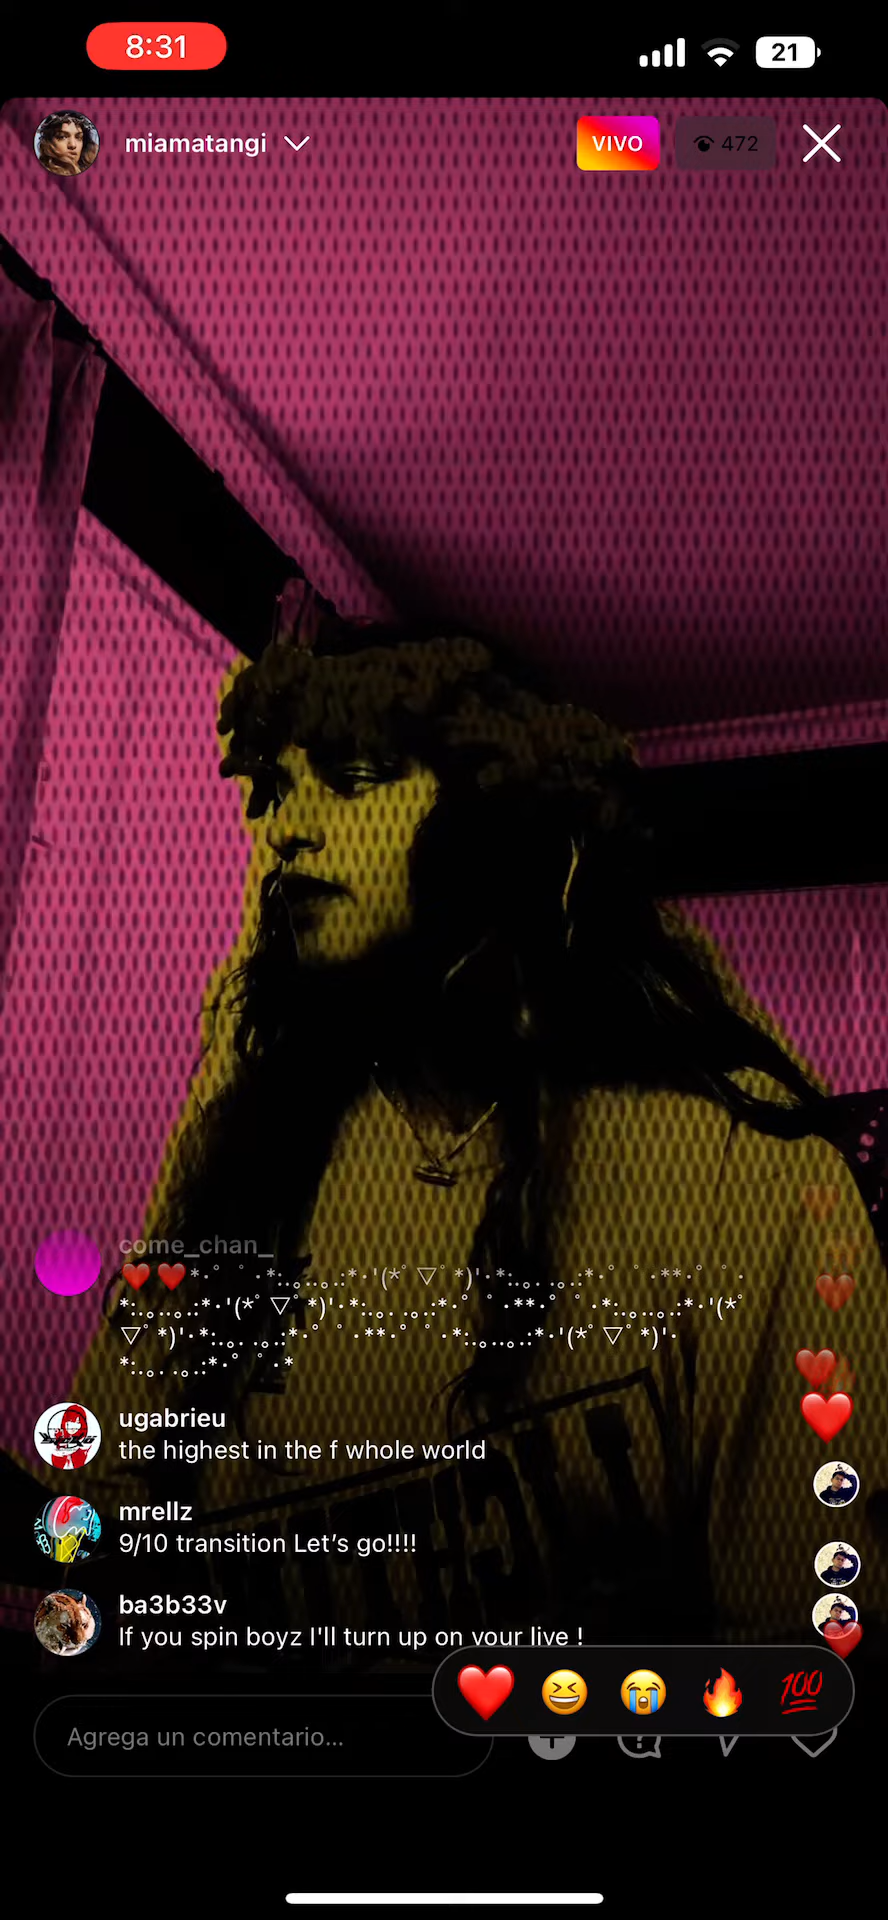 8:31
21
miamatangi
VIVO
472
come_chan_
❤️ ❤️ *･ﾟ ﾟ･*:.｡..｡.:*･'(*ﾟ▽ﾟ*)'･*:.｡. .｡.:*･ﾟ ﾟ･**･ﾟ ﾟ･
*:.｡..｡.:*･'(*ﾟ▽ﾟ*)'･*:.｡. .｡.:*･ﾟ ﾟ･**･ﾟ ﾟ･*:.｡..｡.:*･'(*ﾟ
▽ﾟ*)'･*:.｡. .｡.:*･ﾟ ﾟ･**･ﾟ ﾟ･*:.｡..｡.:*･'(*ﾟ▽ﾟ*)'･
*:.｡. .｡.:*･ﾟ ﾟ･*
ugabrieu
the highest in the f whole world
mrellz
9/10 transition Let’s go!!!!
ba3b33v
If you spin boyz I'll turn up on your live !
❤️ 😆 😭 🔥 💯
Agrega un comentario...